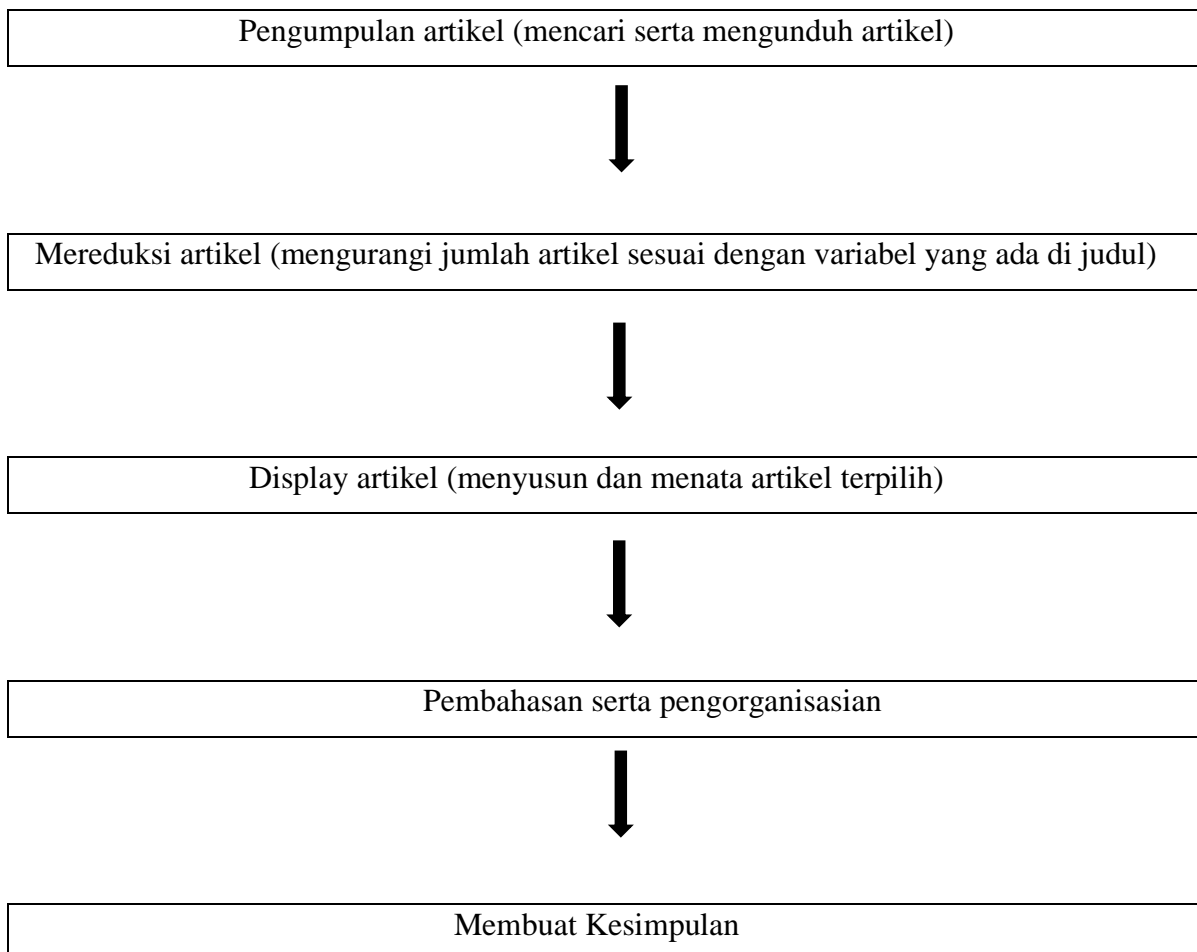 Pengumpulan artikel (mencari serta mengunduh artikel)
Mereduksi artikel (mengurangi jumlah artikel sesuai dengan variabel yang ada di judul)
Display artikel (menyusun dan menata artikel terpilih)
Pembahasan serta pengorganisasian
Membuat Kesimpulan